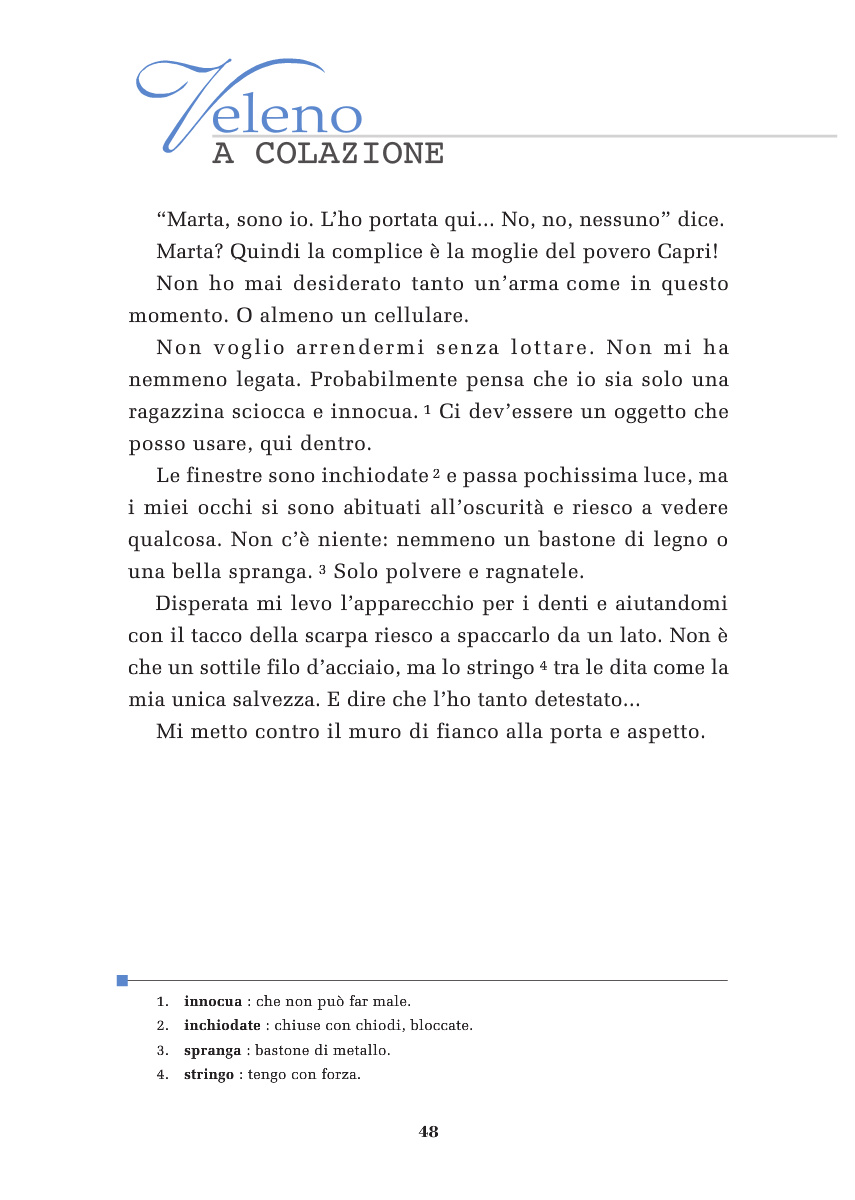 Veleno
A COLAZIONE
“Marta, sono io. L’ho portata qui... No, no, nessuno” dice.
Marta? Quindi la complice è la moglie del povero Capri!
Non ho mai desiderato tanto un’arma come in questo
momento. O almeno un cellulare.
Non voglio arrendermi senza lottare. Non mi ha
nemmeno legata. Probabilmente pensa che io sia solo una
ragazzina sciocca e innocua. 1 Ci dev’essere un oggetto che
posso usare, qui dentro.
Le finestre sono inchiodate 2 e passa pochissima luce, ma
i miei occhi si sono abituati all’oscurità e riesco a vedere
qualcosa. Non c’è niente: nemmeno un bastone di legno o
una bella spranga. 3 Solo polvere e ragnatele.
Disperata mi levo l’apparecchio per i denti e aiutandomi
con il tacco della scarpa riesco a spaccarlo da un lato. Non è
che un sottile filo d’acciaio, ma lo stringo 4 tra le dita come la
mia unica salvezza. E dire che l’ho tanto detestato...
Mi metto contro il muro di fianco alla porta e aspetto.
1. innocua : che non può far male.
2. inchiodate : chiuse con chiodi, bloccate.
3. spranga : bastone di metallo.
4. stringo : tengo con forza.
48